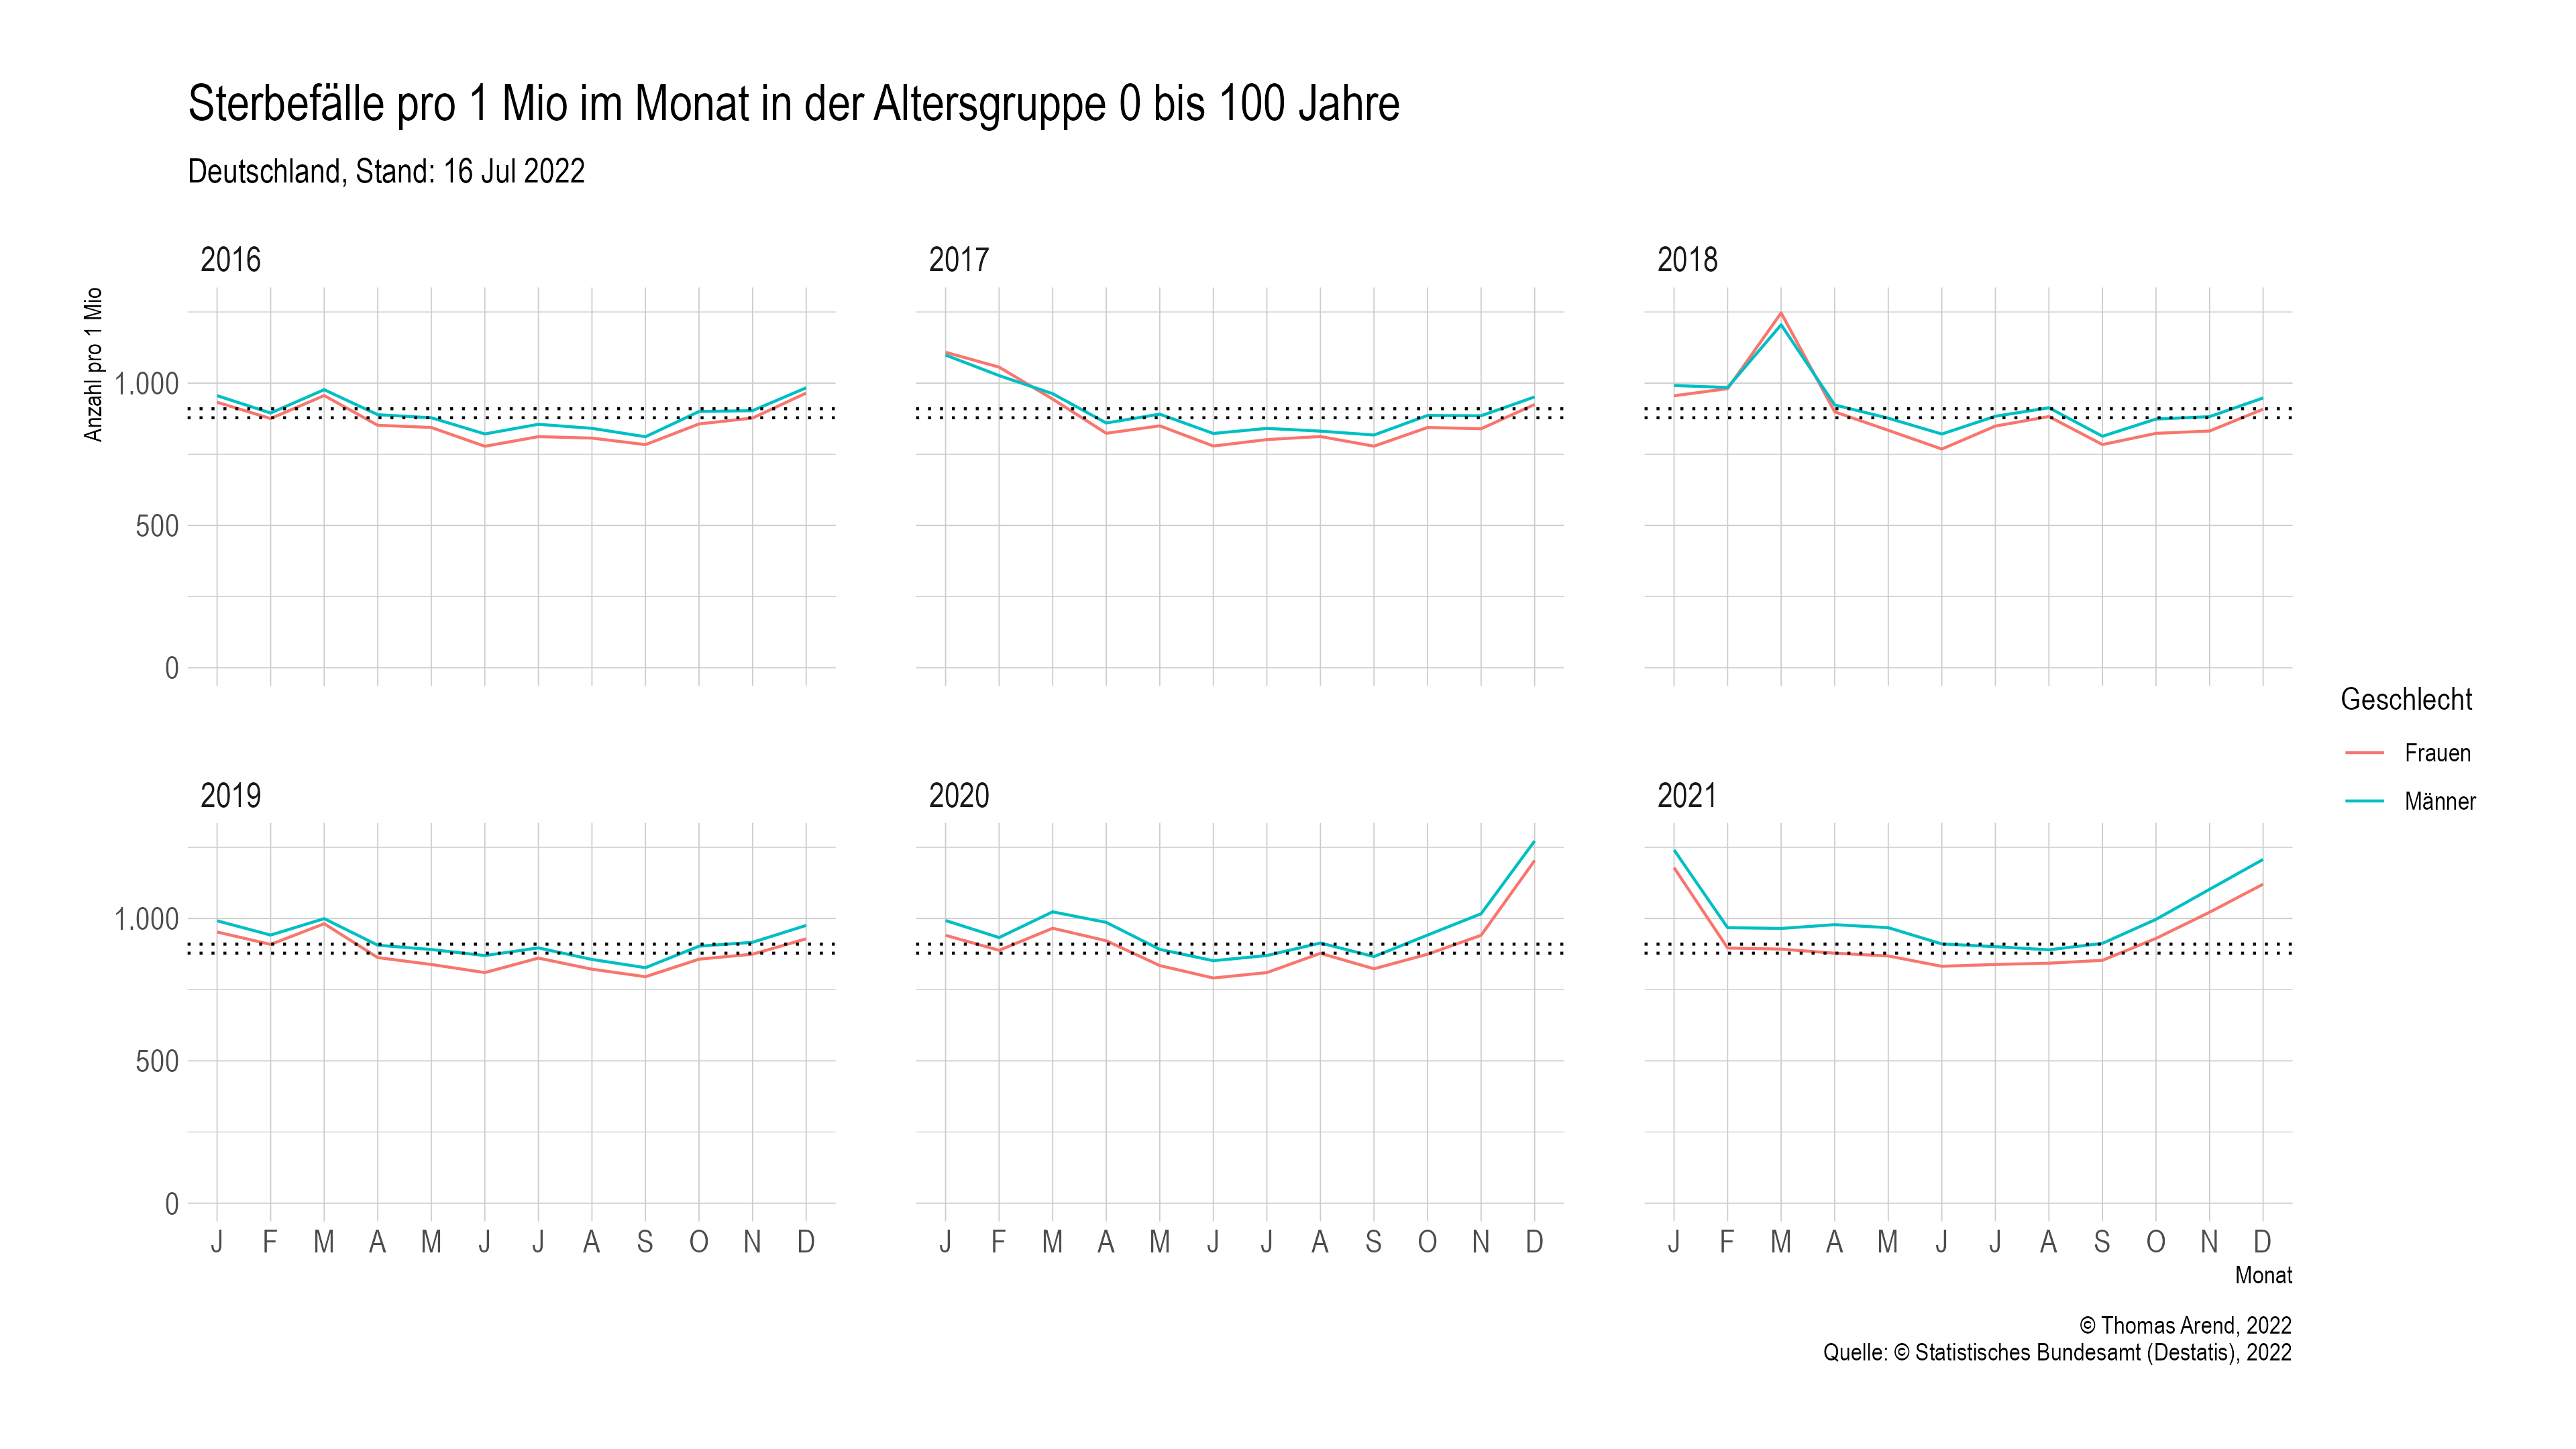 Sterbefälle pro 1 Mio im Monat in der Altersgruppe 0 bis 100 Jahre
Deutschland, Stand: 16 Jul 2022
2016
2017
2018
Anzahl pro 1 Mio
1.000
500
0
Geschlecht
Frauen
Männer
2019
2020
2021
1.000
500
0
J F M A M J J A S O N D
J F M A M J J A S O N D
J F M A M J J A S O N D
Monat
© Thomas Arend, 2022
Quelle: © Statistisches Bundesamt (Destatis), 2022